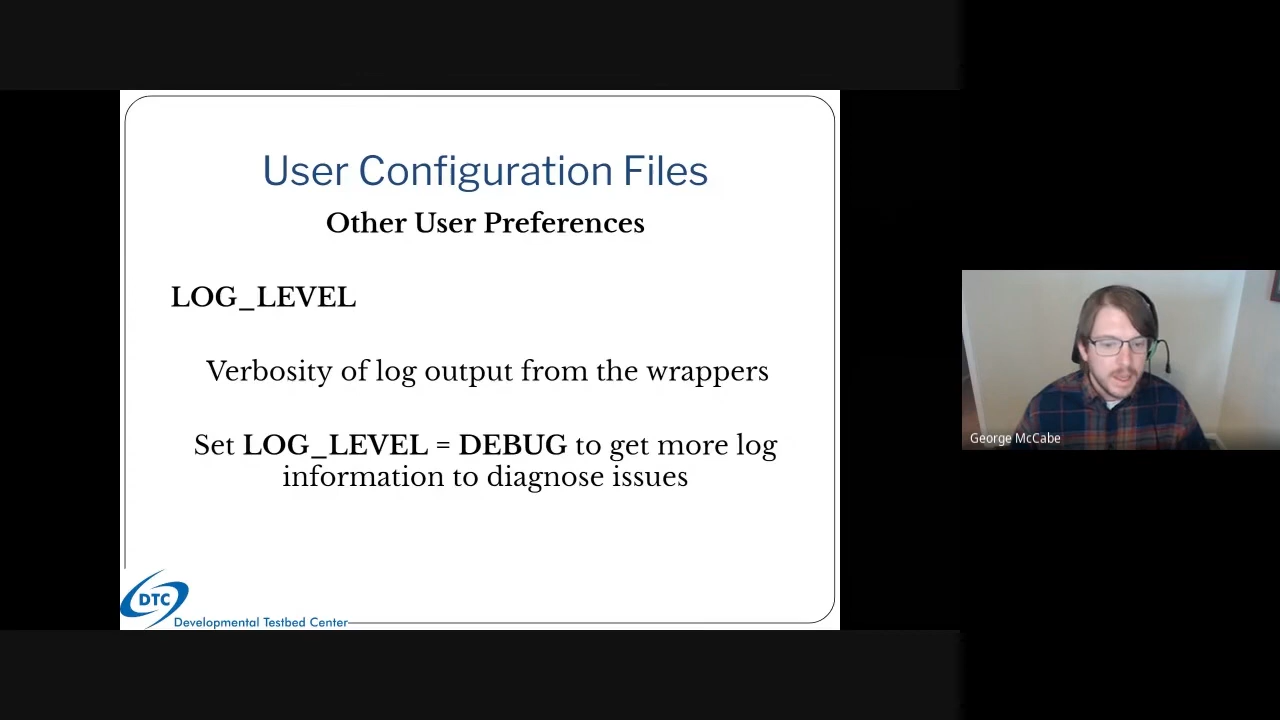 User Configuration Files
Other User Preferences
LOG_LEVEL
Verbosity of log output from the wrappers
Set LOG_LEVEL = DEBUG to get more log
information to diagnose issues
DTC
Developmental Testbed Center
George McCabe